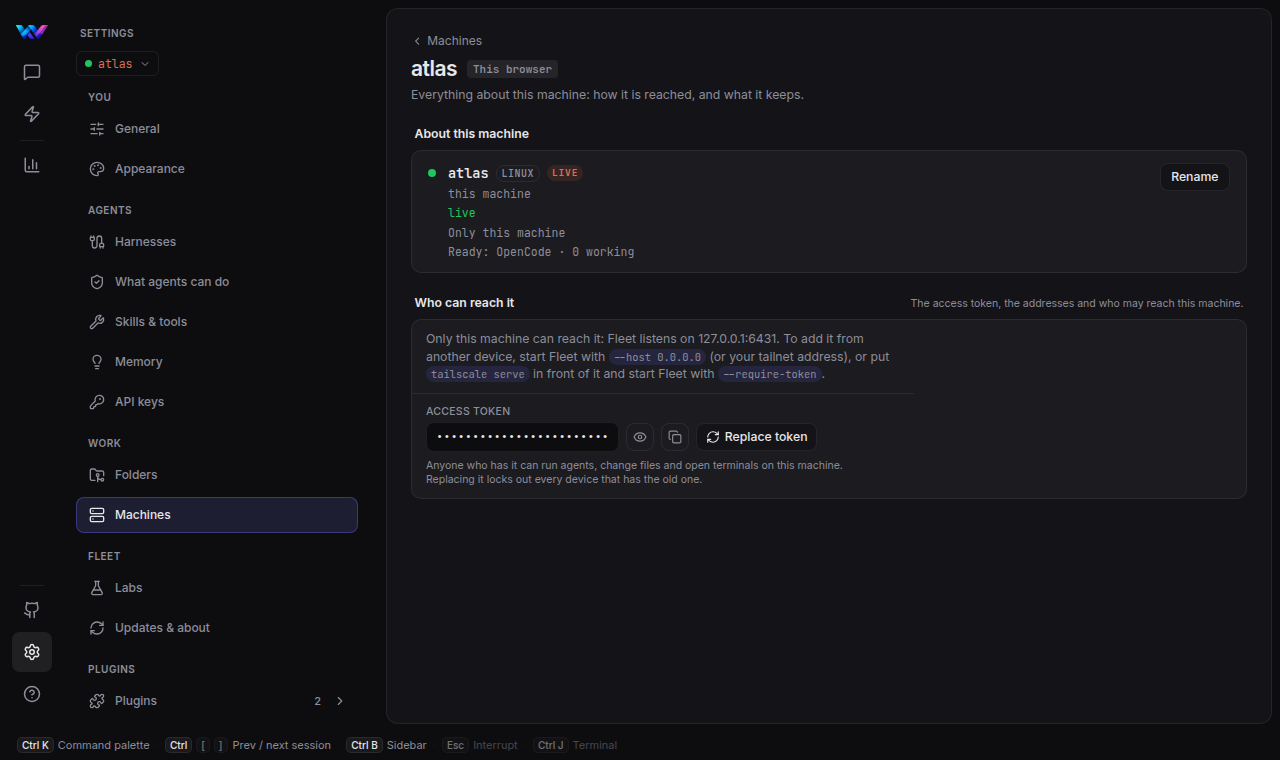 SETTINGS
atlas
YOU
General
Appearance
AGENTS
Harnesses
What agents can do
Skills & tools
Memory
API keys
WORK
Folders
Machines
FLEET
Labs
Updates & about
PLUGINS
Plugins 2
Machines
atlas This browser
Everything about this machine: how it is reached, and what it keeps.
About this machine
atlas LINUX LIVE
Rename
this machine
live
Only this machine
Ready: OpenCode · 0 working
Who can reach it
The access token, the addresses and who may reach this machine.
Only this machine can reach it: Fleet listens on 127.0.0.1:6431. To add it from
another device, start Fleet with --host 0.0.0.0 (or your tailnet address), or put
tailscale serve in front of it and start Fleet with --require-token.
ACCESS TOKEN
••••••••••••••••••••••••
Replace token
Anyone who has it can run agents, change files and open terminals on this machine.
Replacing it locks out every device that has the old one.
Ctrl K Command palette Ctrl [ ] Prev / next session Ctrl B Sidebar Esc Interrupt Ctrl J Terminal